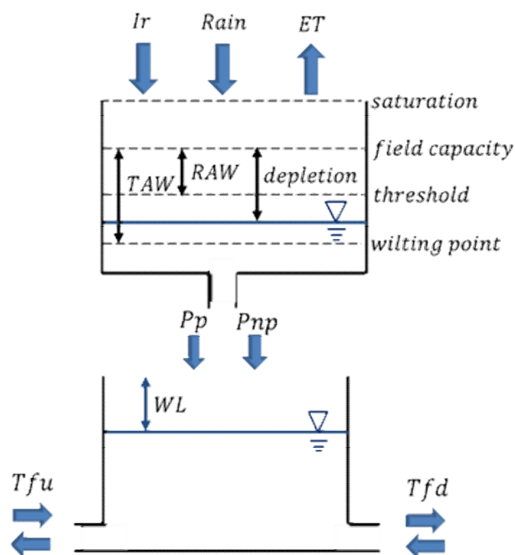 Ir Rain ET
saturation
field capacity
TAW RAW depletion
threshold
wilting point
Pp Pnp
WL
Tfu Tfd